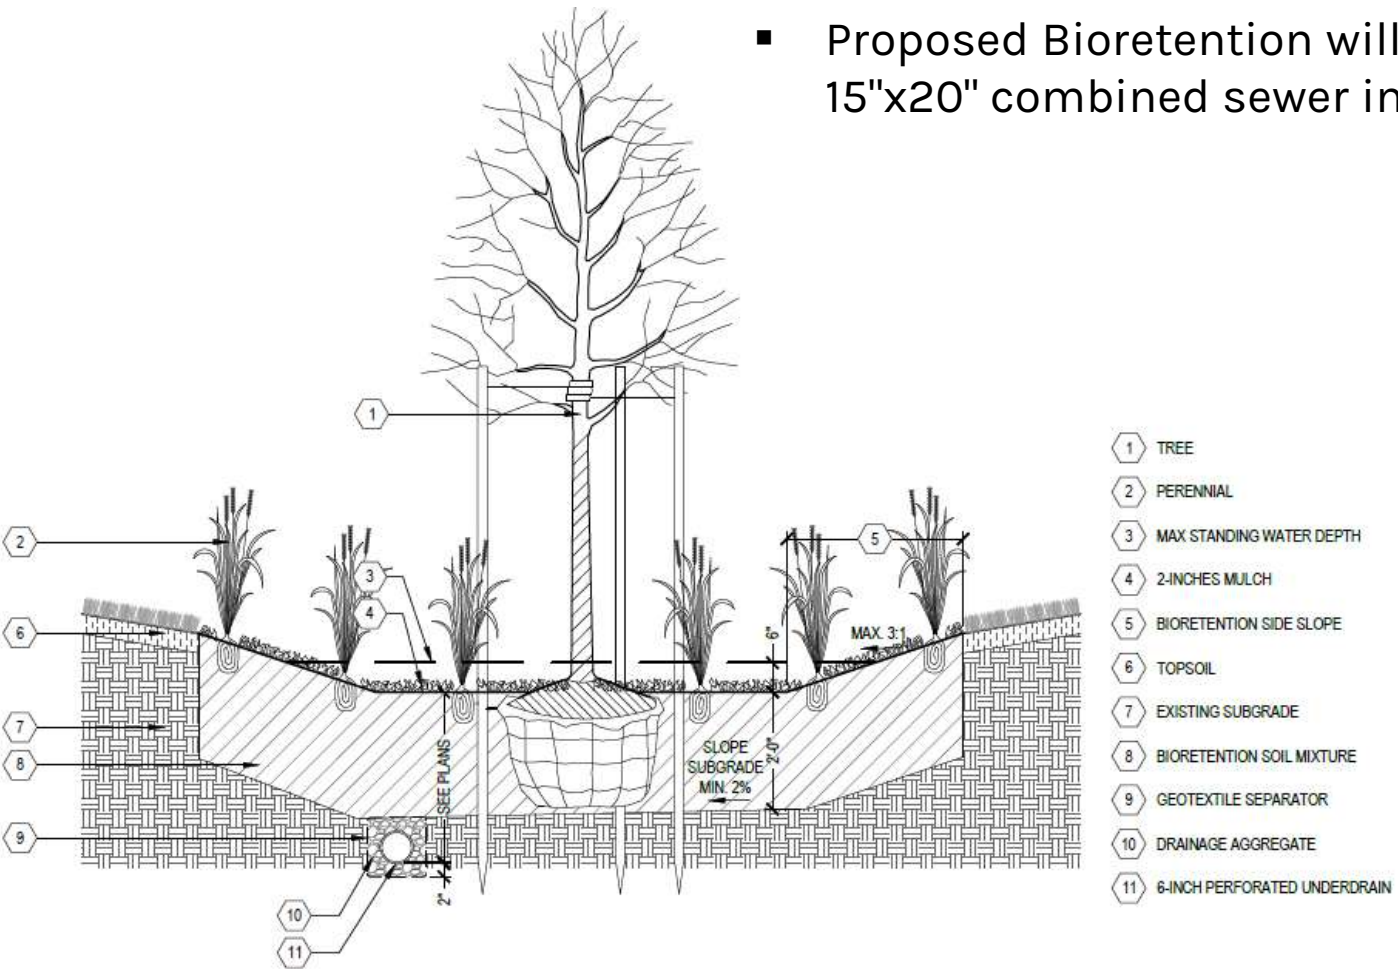 ▪ Proposed Bioretention will
15"x20" combined sewer in
1
2
3
4
5
6
7
8
9
10
11
6"
MAX. 3:1
SEE PLANS
SLOPE
SUBGRADE
MIN. 2%
2'-0"
2"
1 TREE
2 PERENNIAL
3 MAX STANDING WATER DEPTH
4 2-INCHES MULCH
5 BIORETENTION SIDE SLOPE
6 TOPSOIL
7 EXISTING SUBGRADE
8 BIORETENTION SOIL MIXTURE
9 GEOTEXTILE SEPARATOR
10 DRAINAGE AGGREGATE
11 6-INCH PERFORATED UNDERDRAIN